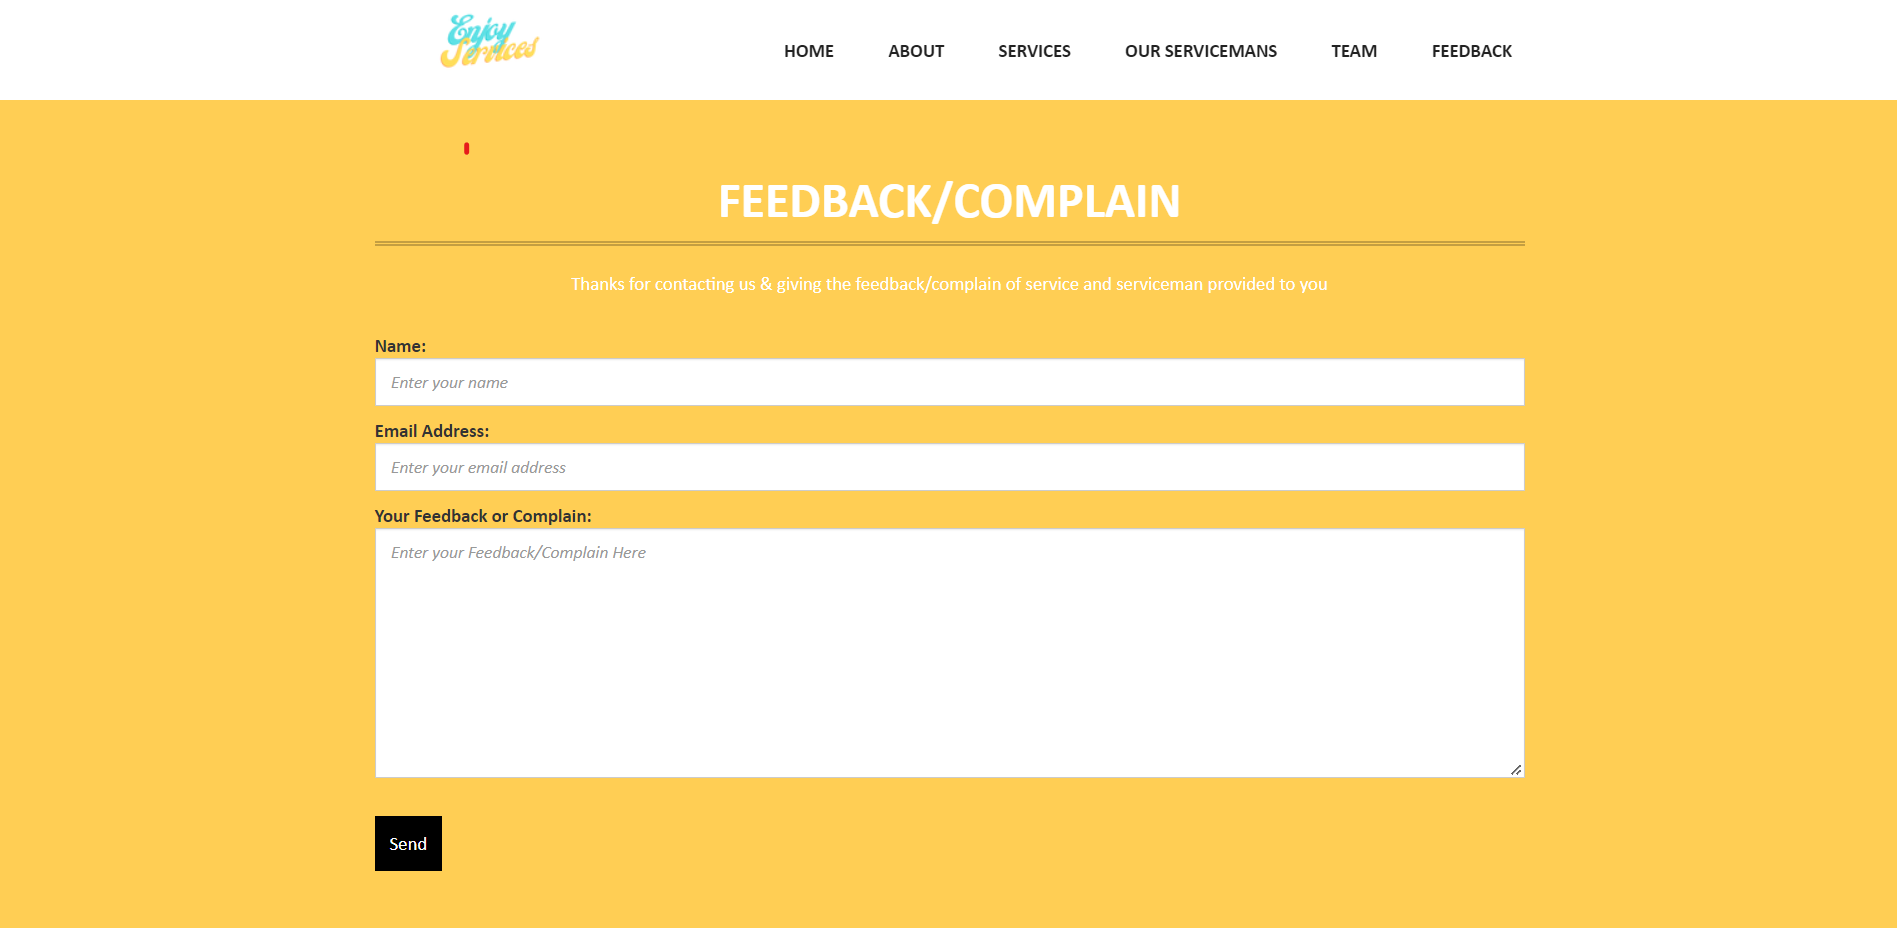 Enjoy
Services
HOME ABOUT SERVICES OUR SERVICEMANS TEAM FEEDBACK
FEEDBACK/COMPLAIN
Thanks for contacting us & giving the feedback/complain of service and serviceman provided to you
Name:
Enter your name
Email Address:
Enter your email address
Your Feedback or Complain:
Enter your Feedback/Complain Here
Send